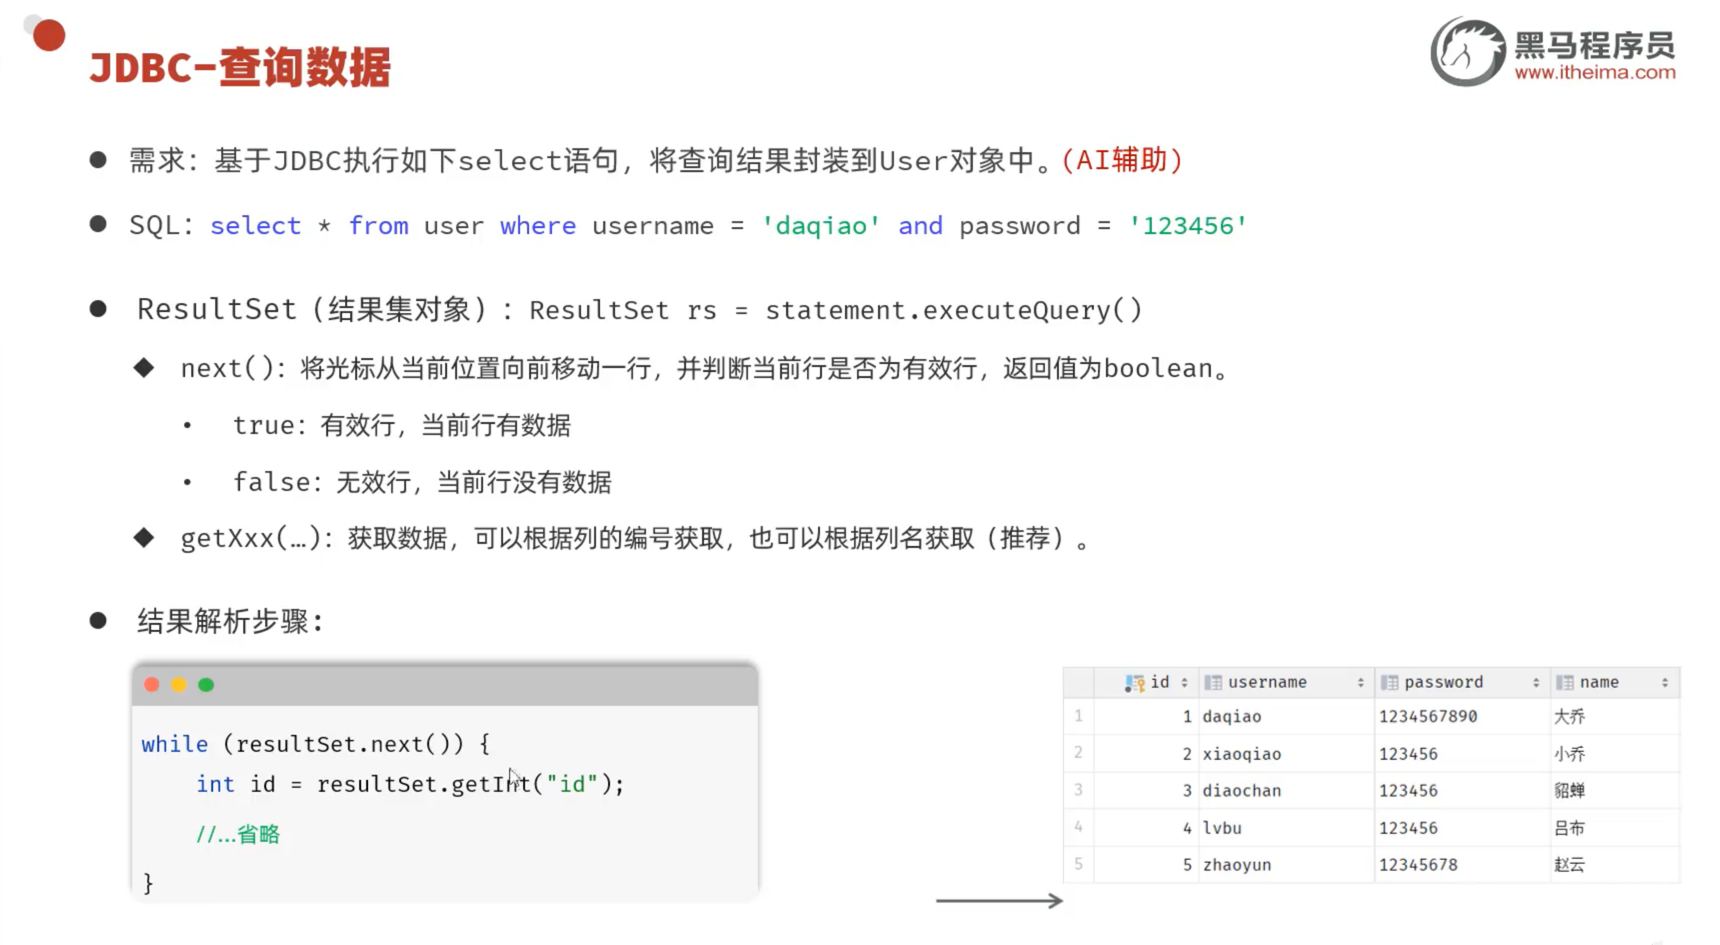 JDBC-查询数据
黑马程序员
www.itheima.com
需求：基于JDBC执行如下select语句，将查询结果封装到User对象中。(AI辅助)
SQL：select * from user where username = 'daqiao' and password = '123456'
ResultSet（结果集对象）：ResultSet rs = statement.executeQuery()
next()：将光标从当前位置向前移动一行，并判断当前行是否为有效行，返回值为boolean。
true：有效行，当前行有数据
false：无效行，当前行没有数据
getXxx(…)：获取数据，可以根据列的编号获取，也可以根据列名获取（推荐）。
结果解析步骤：
while (resultSet.next()) {
int id = resultSet.getInt("id");
//...省略
}
id username password name
1 1 daqiao 1234567890 大乔
2 2 xiaoqiao 123456 小乔
3 3 diaochan 123456 貂蝉
4 4 lvbu 123456 吕布
5 5 zhaoyun 12345678 赵云